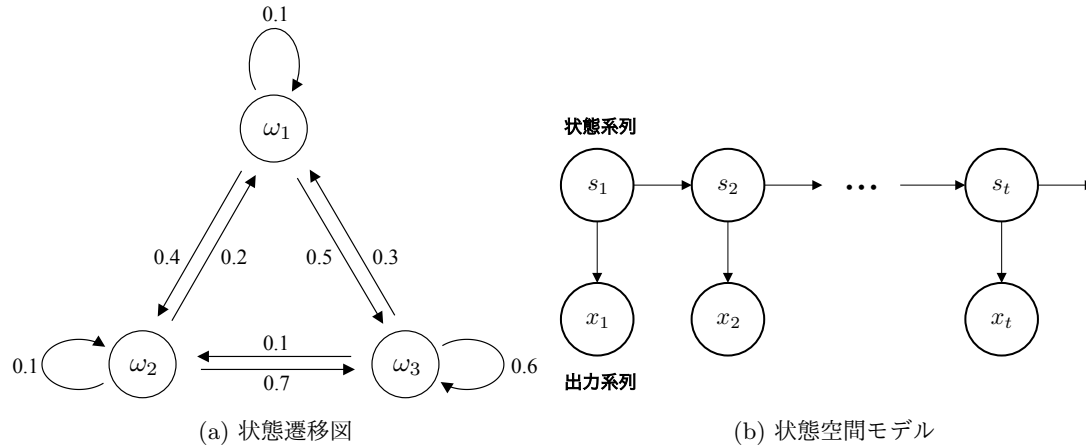 0.1
ω₁
0.4
0.2
0.5
0.3
0.1
ω₂
0.1
0.7
ω₃
0.6
(a) 状態遷移図
状態系列
s₁
s₂
•••
sₜ
x₁
x₂
xₜ
出力系列
(b) 状態空間モデル